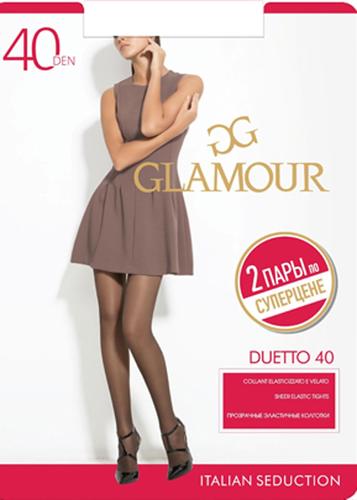 40 DEN
GG
GLAMOUR
2 ПАРЫ по
СУПЕРЦЕНЕ
DUETTO 40
COLLANT ELASTICIZZATO E VELATO
SHEER ELASTIC TIGHTS
ПРОЗРАЧНЫЕ ЭЛАСТИЧНЫЕ КОЛГОТКИ
ITALIAN SEDUCTION